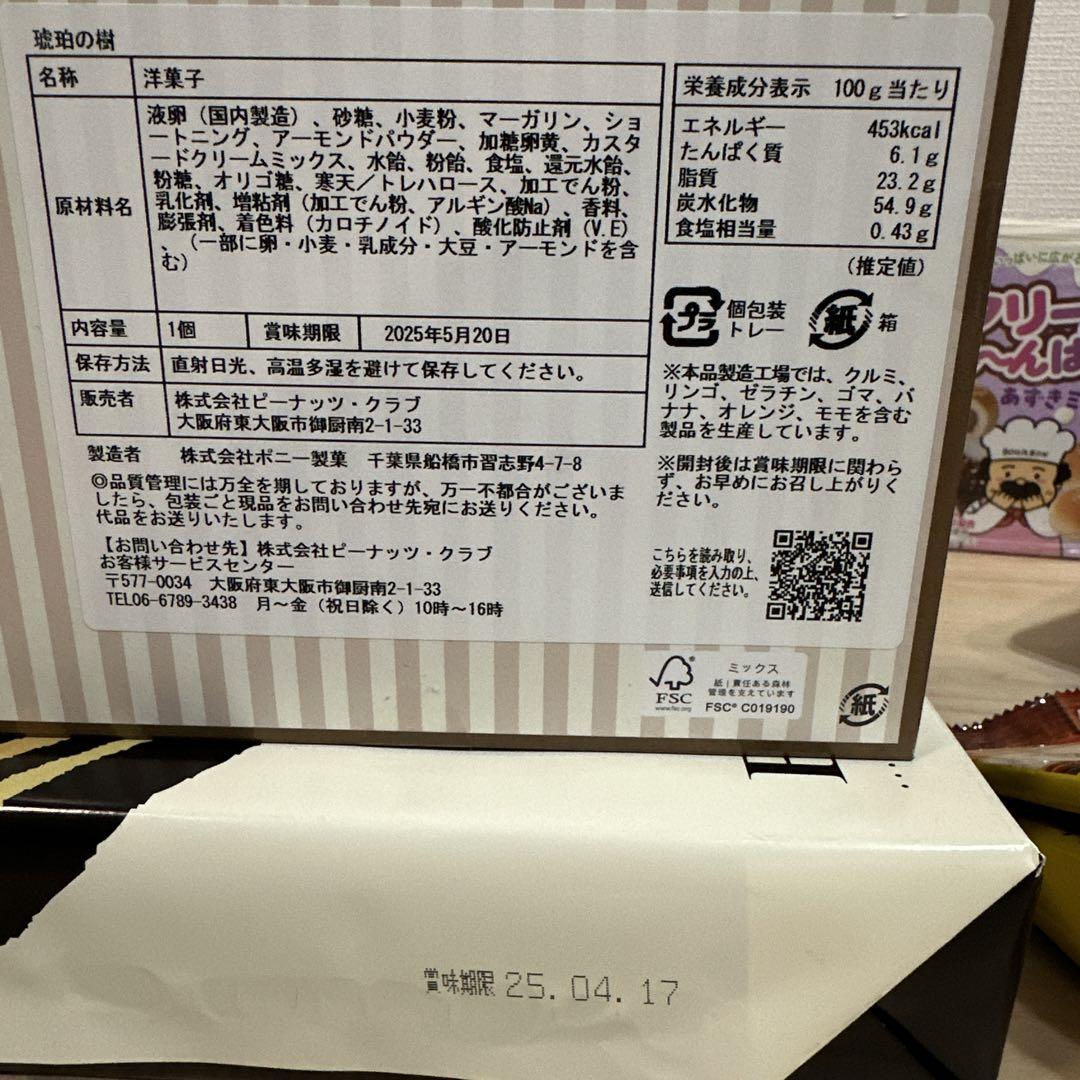 琥珀の樹
名称 洋菓子
原材料名
液卵（国内製造）、砂糖、小麦粉、マーガリン、ショ
ートニング、アーモンドパウダー、加糖卵黄、カスタ
ードクリームミックス、水飴、粉飴、食塩、還元水飴、
粉糖、オリゴ糖、寒天／トレハロース、加工でん粉、
乳化剤、増粘剤（加工でん粉、アルギン酸Na）、香料、
膨張剤、着色料（カロチノイド）、酸化防止剤（V.E）
、（一部に卵・小麦・乳成分・大豆・アーモンドを含
む）
内容量 1個 賞味期限 2025年5月20日
保存方法 直射日光、高温多湿を避けて保存してください。
販売者 株式会社ピーナッツ・クラブ
大阪府東大阪市御厨南2-1-33
製造者 株式会社ボニー製菓 千葉県船橋市習志野4-7-8
◎品質管理には万全を期しておりますが、万一不都合がございま
したら、包装ごと現品をお問い合わせ先宛にお送りください。
代品をお送りいたします。
【お問い合わせ先】株式会社ピーナッツ・クラブ
お客様サービスセンター
〒577-0034 大阪府東大阪市御厨南2-1-33
TEL06-6789-3438 月～金（祝日除く）10時～16時
栄養成分表示 100g当たり
エネルギー 453kcal
たんぱく質 6.1g
脂質 23.2g
炭水化物 54.9g
食塩相当量 0.43g
（推定値）
プラ 個包装
トレー
紙 箱
※本品製造工場では、クルミ、
リンゴ、ゼラチン、ゴマ、バ
ナナ、オレンジ、モモを含む
製品を生産しています。
※開封後は賞味期限に関わら
ず、お早めにお召し上がりく
ださい。
こちらを読み取り、
必要事項を入力の上、
送信してください。
FSC
www.fsc.org
ミックス
紙｜責任ある森林
管理を支えています
FSC® C019190
紙
賞味期限 25.04.17
っぱいに広がる
クリー
～んぱ
あずきミ